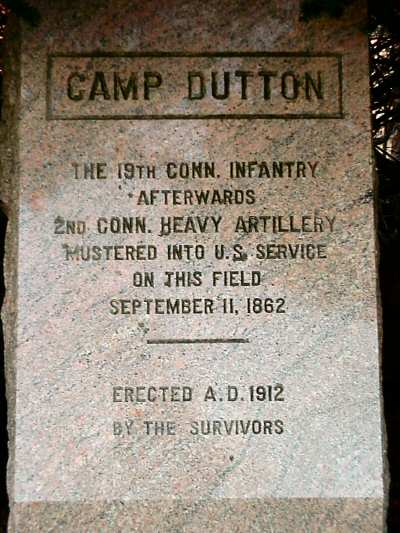 CAMP DUTTON
THE 19TH CONN. INFANTRY
AFTERWARDS
2ND CONN. HEAVY ARTILLERY
MUSTERED INTO U.S. SERVICE
ON THIS FIELD
SEPTEMBER 11, 1862
ERECTED A.D. 1912
BY THE SURVIVORS